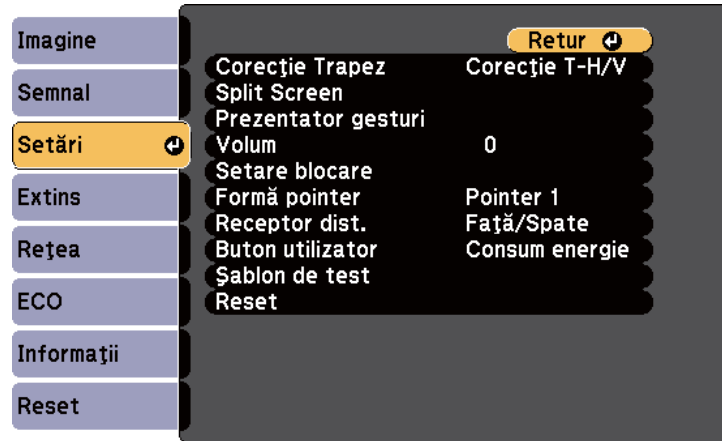 Imagine
Semnal
Setări
Extins
Reţea
ECO
Informaţii
Reset
Retur
Corecţie Trapez Corecţie T-H/V
Split Screen
Prezentator gesturi
Volum 0
Setare blocare
Formă pointer Pointer 1
Receptor dist. Faţă/Spate
Buton utilizator Consum energie
Şablon de test
Reset